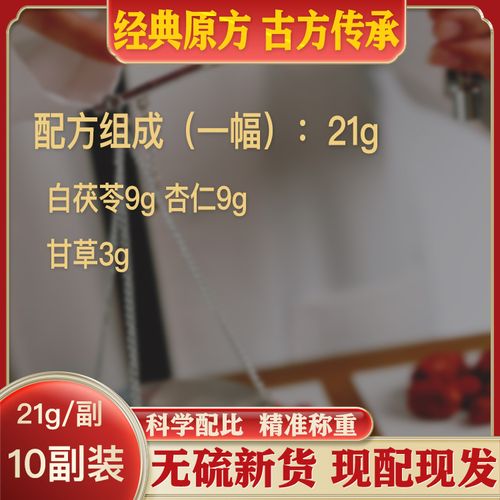 经典原方 古方传承
配方组成（一幅）：21g
白茯苓9g 杏仁9g
甘草3g
21g/副
10副装
科学配比 精准称重
无硫新货 现配现发